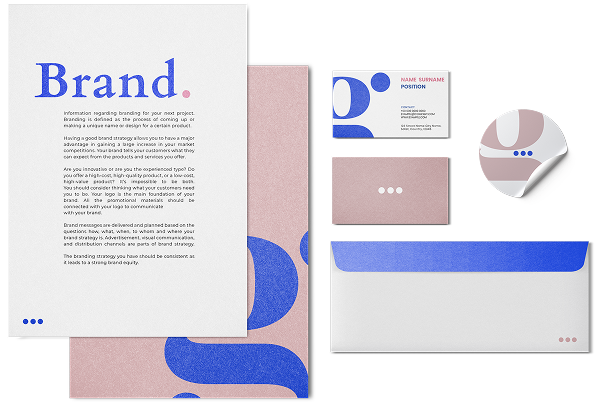 Brand.
Information regarding branding for your next project.
Branding is defined as the process of coming up or
making a unique name or design for a certain product.
Having a good brand strategy allows you to have a major
advantage in gaining a large increase in your market
competitions. Your brand tells your customers what they
can expect from the products and services you offer.
Are you innovative or are you the experienced type? Do
you offer a high-cost, high-quality product, or a low-cost,
high-value product? It's impossible to be both.
You should consider thinking what your customers need
you to be. Your logo is the main foundation of your
brand. All the promotional materials should be
connected with your logo to communicate
with your brand.
Brand messages are delivered and planned based on the
questions how, what, when, to whom and where your
brand strategy is. Advertisement, visual communication,
and distribution channels are parts of brand strategy.
The branding strategy you have should be consistent as
it leads to a strong brand equity.
g
g
NAME SURNAME
POSITION
CONTACT